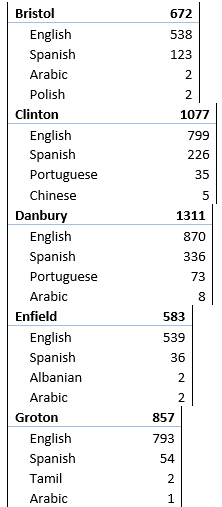 Bristol 672
English 538
Spanish 123
Arabic 2
Polish 2
Clinton 1077
English 799
Spanish 226
Portuguese 35
Chinese 5
Danbury 1311
English 870
Spanish 336
Portuguese 73
Arabic 8
Enfield 583
English 539
Spanish 36
Albanian 2
Arabic 2
Groton 857
English 793
Spanish 54
Tamil 2
Arabic 1